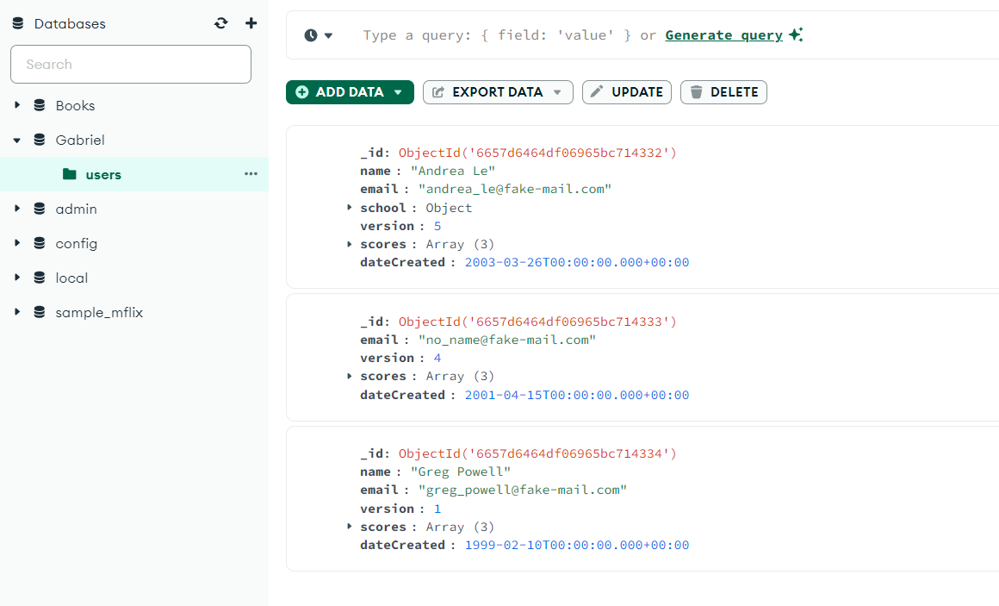 Databases
Search
Books
Gabriel
users
admin
config
local
sample_mflix
Type a query: { field: 'value' } or Generate query
ADD DATA
EXPORT DATA
UPDATE
DELETE
_id: ObjectId('6657d6464df06965bc714332')
name : "Andrea Le"
email : "andrea_le@fake-mail.com"
school : Object
version : 5
scores : Array (3)
dateCreated : 2003-03-26T00:00:00.000+00:00
_id: ObjectId('6657d6464df06965bc714333')
email : "no_name@fake-mail.com"
version : 4
scores : Array (3)
dateCreated : 2001-04-15T00:00:00.000+00:00
_id: ObjectId('6657d6464df06965bc714334')
name : "Greg Powell"
email : "greg_powell@fake-mail.com"
version : 1
scores : Array (3)
dateCreated : 1999-02-10T00:00:00.000+00:00